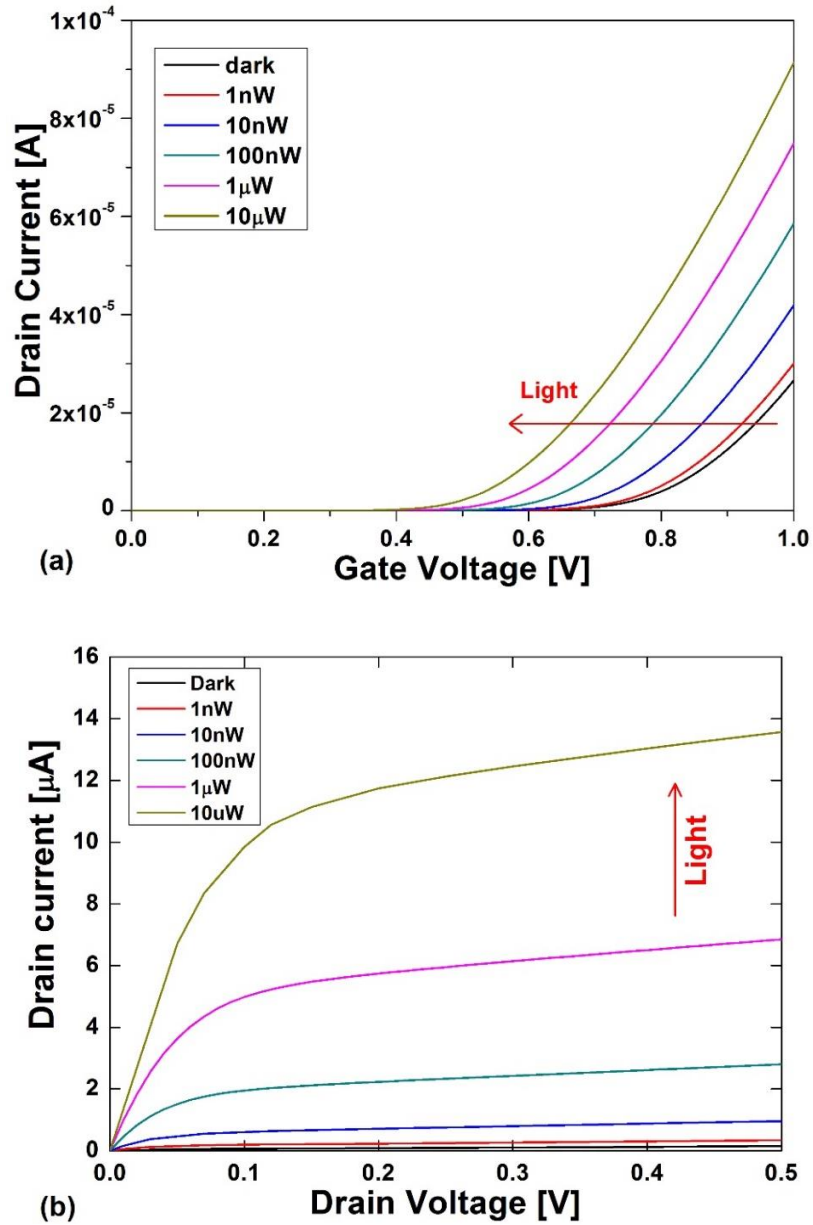 1x10⁻⁴
8x10⁻⁵
6x10⁻⁵
4x10⁻⁵
2x10⁻⁵
0
Drain Current [A]
dark
1nW
10nW
100nW
1μW
10μW
Light
0.0 0.2 0.4 0.6 0.8 1.0
(a) Gate Voltage [V]
16
14
12
10
8
6
4
2
0
Drain current [μA]
Dark
1nW
10nW
100nW
1μW
10uW
Light
0.0 0.1 0.2 0.3 0.4 0.5
(b) Drain Voltage [V]